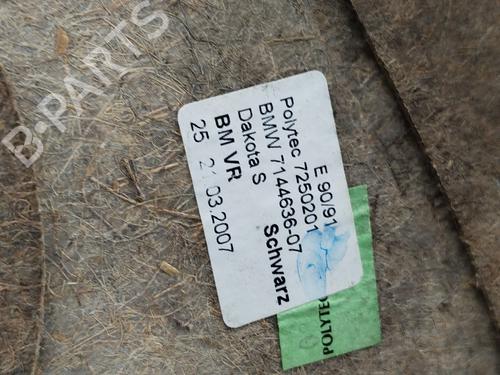 E 90/91
Polytec 7250201
BMW 7144636-07
Dakota S Schwarz
BM VR
25 21.03.2007
POLYTEC
B-PARTS